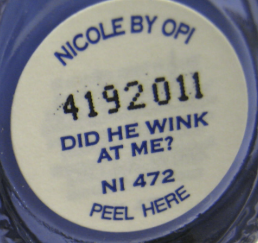 NICOLE BY OPI
4192011
DID HE WINK
AT ME?
NI 472
PEEL HERE